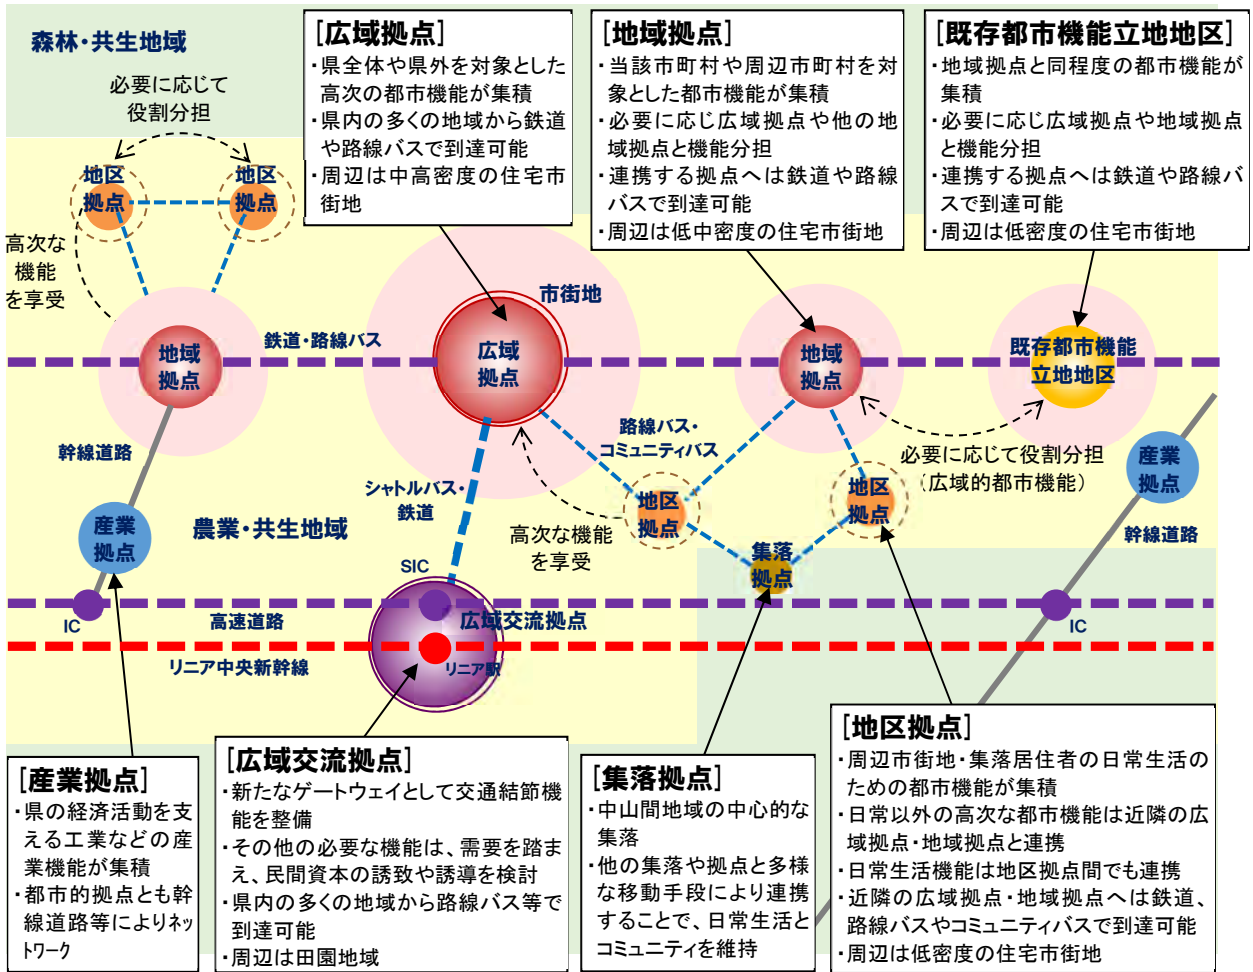 森林・共生地域
必要に応じて
役割分担
地区
拠点
地区
拠点
高次な
機能
を享受
[広域拠点]
・県全体や県外を対象とした
高次の都市機能が集積
・県内の多くの地域から鉄道
や路線バスで到達可能
・周辺は中高密度の住宅市
街地
[地域拠点]
・当該市町村や周辺市町村を対
象とした都市機能が集積
・必要に応じ広域拠点や他の地
域拠点と機能分担
・連携する拠点へは鉄道や路線
バスで到達可能
・周辺は低中密度の住宅市街地
[既存都市機能立地地区]
・地域拠点と同程度の都市機能が
集積
・必要に応じ広域拠点や地域拠点
と機能分担
・連携する拠点へは鉄道や路線バ
スで到達可能
・周辺は低密度の住宅市街地
市街地
地域
拠点
鉄道・路線バス
広域
拠点
地域
拠点
既存都市機能
立地地区
幹線道路
路線バス・
コミュニティバス
必要に応じて役割分担
（広域的都市機能）
産業
拠点
シャトルバス・
鉄道
地区
拠点
地区
拠点
産業
拠点
農業・共生地域
高次な機能
を享受
集落
拠点
幹線道路
SIC
IC
高速道路
広域交流拠点
IC
リニア中央新幹線
リニア駅
[産業拠点]
・県の経済活動を支
える工業などの産
業機能が集積
・都市的拠点とも幹
線道路等によりネッ
トワーク
[広域交流拠点]
・新たなゲートウェイとして交通結節機
能を整備
・その他の必要な機能は、需要を踏ま
え、民間資本の誘致や誘導を検討
・県内の多くの地域から路線バス等で
到達可能
・周辺は田園地域
[集落拠点]
・中山間地域の中心的な
集落
・他の集落や拠点と多様
な移動手段により連携
することで、日常生活と
コミュニティを維持
[地区拠点]
・周辺市街地・集落居住者の日常生活の
ための都市機能が集積
・日常以外の高次な都市機能は近隣の広
域拠点・地域拠点と連携
・日常生活機能は地区拠点間でも連携
・近隣の広域拠点・地域拠点へは鉄道、
路線バスやコミュニティバスで到達可能
・周辺は低密度の住宅市街地